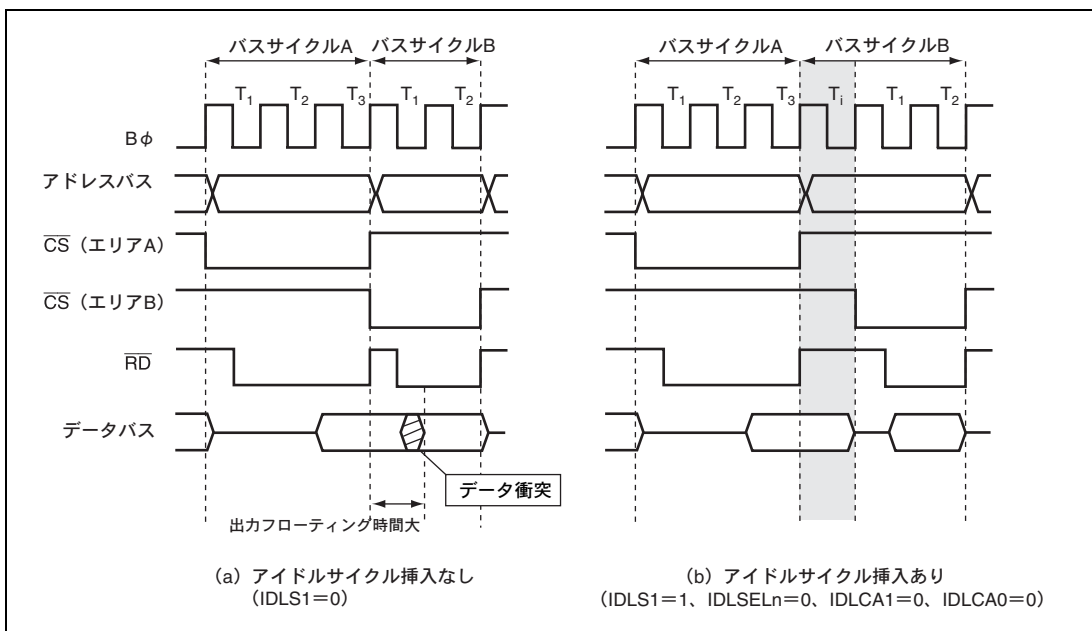 バスサイクルA バスサイクルB
T1 T2 T3 T1 T2
Bφ
アドレスバス
CS（エリアA）
CS（エリアB）
RD
データバス
データ衝突
出力フローティング時間大
(a) アイドルサイクル挿入なし
（IDLS1＝0）
バスサイクルA バスサイクルB
T1 T2 T3 Ti T1 T2
(b) アイドルサイクル挿入あり
（IDLS1＝1、IDLSELn＝0、IDLCA1＝0、IDLCA0＝0）